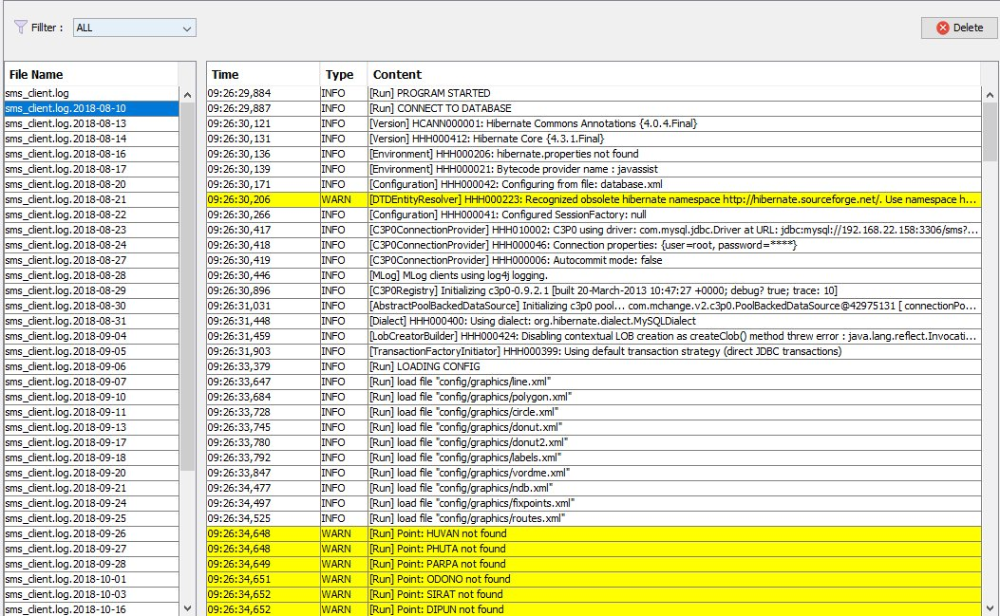 Fillter : ALL Delete
File Name Time Type Content
sms_client.log 09:26:29,884 INFO [Run] PROGRAM STARTED
sms_client.log.2018-08-10 09:26:29,887 INFO [Run] CONNECT TO DATABASE
sms_client.log.2018-08-13 09:26:30,121 INFO [Version] HCANN000001: Hibernate Commons Annotations {4.0.4.Final}
sms_client.log.2018-08-14 09:26:30,131 INFO [Version] HHH000412: Hibernate Core {4.3.1.Final}
sms_client.log.2018-08-16 09:26:30,136 INFO [Environment] HHH000206: hibernate.properties not found
sms_client.log.2018-08-17 09:26:30,139 INFO [Environment] HHH000021: Bytecode provider name : javassist
sms_client.log.2018-08-20 09:26:30,171 INFO [Configuration] HHH000042: Configuring from file: database.xml
sms_client.log.2018-08-21 09:26:30,206 WARN [DTDEntityResolver] HHH000223: Recognized obsolete hibernate namespace http://hibernate.sourceforge.net/. Use namespace h...
sms_client.log.2018-08-22 09:26:30,266 INFO [Configuration] HHH000041: Configured SessionFactory: null
sms_client.log.2018-08-23 09:26:30,417 INFO [C3P0ConnectionProvider] HHH010002: C3P0 using driver: com.mysql.jdbc.Driver at URL: jdbc:mysql://192.168.22.158:3306/sms?...
sms_client.log.2018-08-24 09:26:30,418 INFO [C3P0ConnectionProvider] HHH000046: Connection properties: {user=root, password=****}
sms_client.log.2018-08-27 09:26:30,419 INFO [C3P0ConnectionProvider] HHH000006: Autocommit mode: false
sms_client.log.2018-08-28 09:26:30,446 INFO [MLog] MLog clients using log4j logging.
sms_client.log.2018-08-29 09:26:30,896 INFO [C3P0Registry] Initializing c3p0-0.9.2.1 [built 20-March-2013 10:47:27 +0000; debug? true; trace: 10]
sms_client.log.2018-08-30 09:26:31,031 INFO [AbstractPoolBackedDataSource] Initializing c3p0 pool... com.mchange.v2.c3p0.PoolBackedDataSource@42975131 [ connectionPo...
sms_client.log.2018-08-31 09:26:31,448 INFO [Dialect] HHH000400: Using dialect: org.hibernate.dialect.MySQLDialect
sms_client.log.2018-09-04 09:26:31,459 INFO [LobCreatorBuilder] HHH000424: Disabling contextual LOB creation as createClob() method threw error : java.lang.reflect.Invocati...
sms_client.log.2018-09-05 09:26:31,903 INFO [TransactionFactoryInitiator] HHH000399: Using default transaction strategy (direct JDBC transactions)
sms_client.log.2018-09-06 09:26:33,379 INFO [Run] LOADING CONFIG
sms_client.log.2018-09-07 09:26:33,647 INFO [Run] load file "config/graphics/line.xml"
sms_client.log.2018-09-10 09:26:33,684 INFO [Run] load file "config/graphics/polygon.xml"
sms_client.log.2018-09-11 09:26:33,728 INFO [Run] load file "config/graphics/circle.xml"
sms_client.log.2018-09-13 09:26:33,745 INFO [Run] load file "config/graphics/donut.xml"
sms_client.log.2018-09-17 09:26:33,780 INFO [Run] load file "config/graphics/donut2.xml"
sms_client.log.2018-09-18 09:26:33,792 INFO [Run] load file "config/graphics/labels.xml"
sms_client.log.2018-09-20 09:26:33,847 INFO [Run] load file "config/graphics/vordme.xml"
sms_client.log.2018-09-21 09:26:34,477 INFO [Run] load file "config/graphics/ndb.xml"
sms_client.log.2018-09-24 09:26:34,497 INFO [Run] load file "config/graphics/fixpoints.xml"
sms_client.log.2018-09-25 09:26:34,525 INFO [Run] load file "config/graphics/routes.xml"
sms_client.log.2018-09-26 09:26:34,648 WARN [Run] Point: HUVAN not found
sms_client.log.2018-09-27 09:26:34,648 WARN [Run] Point: PHUTA not found
sms_client.log.2018-09-28 09:26:34,649 WARN [Run] Point: PARPA not found
sms_client.log.2018-10-01 09:26:34,651 WARN [Run] Point: ODONO not found
sms_client.log.2018-10-03 09:26:34,652 WARN [Run] Point: SIRAT not found
sms_client.log.2018-10-16 09:26:34,652 WARN [Run] Point: DIPUN not found